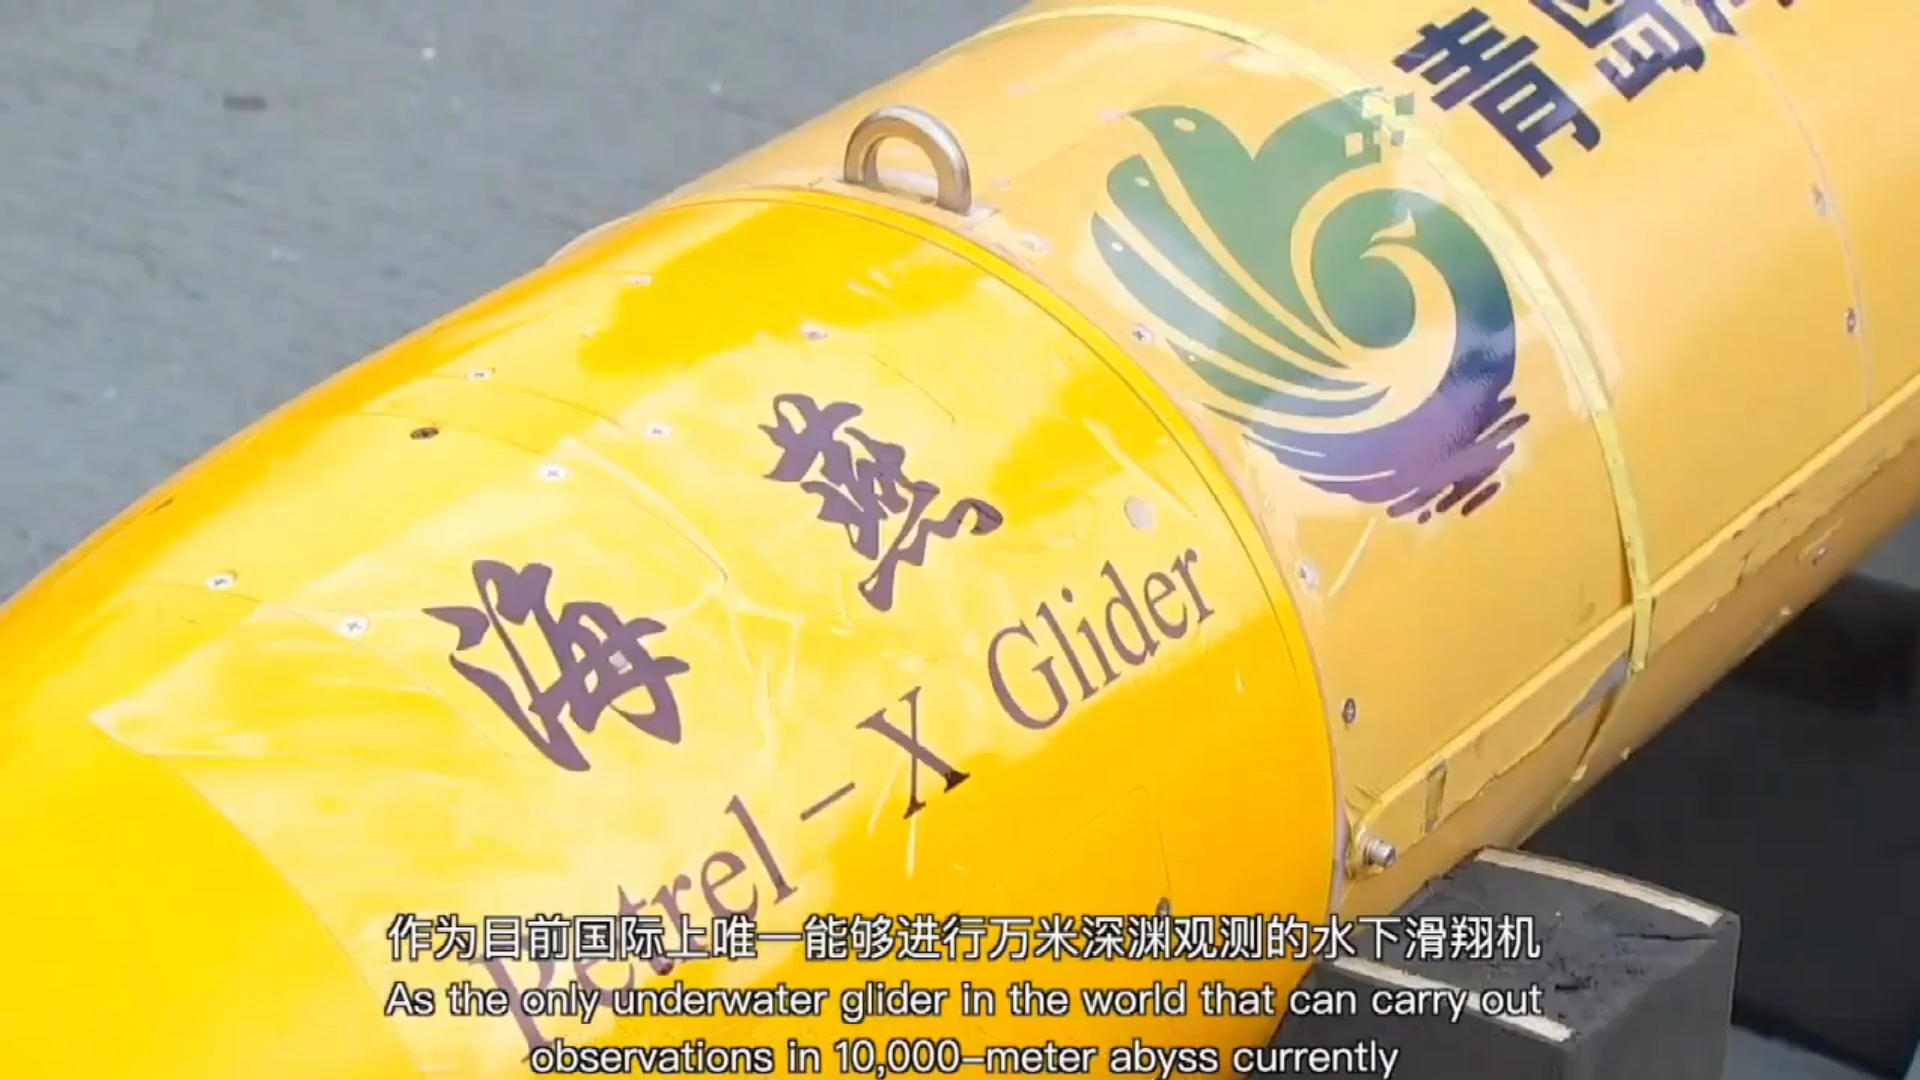 青
海燕
Petrel-X Glider
作为目前国际上唯一能够进行万米深渊观测的水下滑翔机
As the only underwater glider in the world that can carry out
observations in 10,000-meter abyss currently